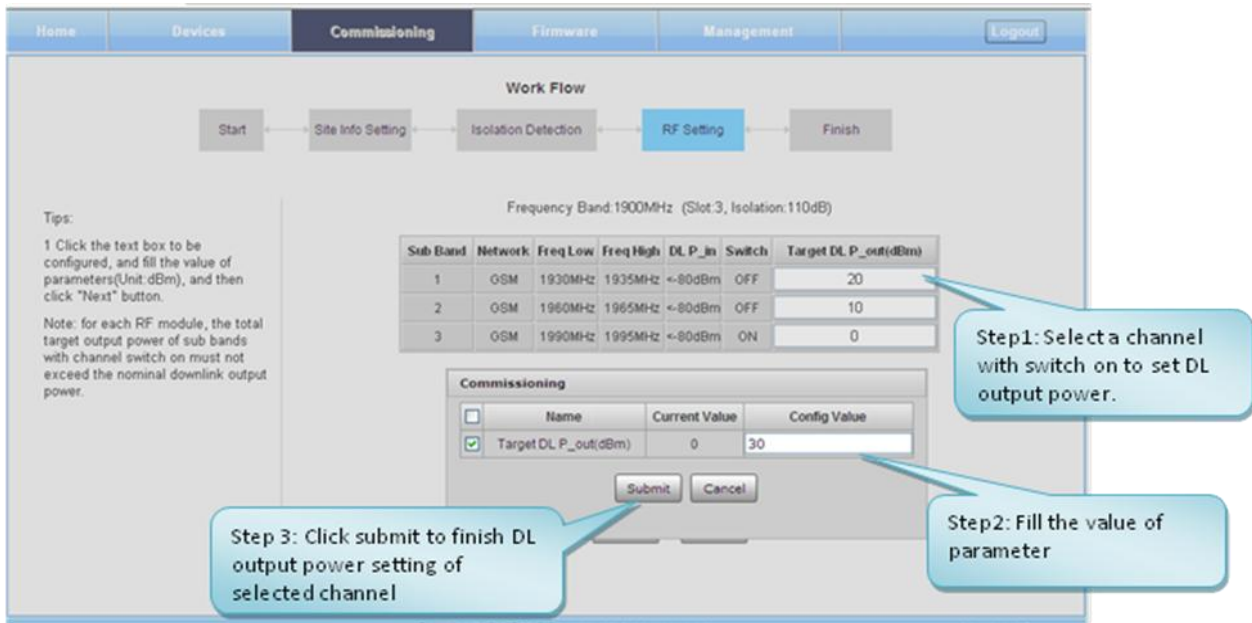 Home Devices Commissioning Firmware Management Logout
Work Flow
Start Site Info Setting Isolation Detection RF Setting Finish
Tips:
1 Click the text box to be
configured, and fill the value of
parameters(Unit:dBm), and then
click "Next" button.
Note: for each RF module, the total
target output power of sub bands
with channel switch on must not
exceed the nominal downlink output
power.
Frequency Band:1900MHz (Slot:3, Isolation:110dB)
Sub Band Network Freq Low Freq High DL P_in Switch Target DL P_out(dBm)
1 GSM 1930MHz 1935MHz <-80dBm OFF 20
2 GSM 1960MHz 1965MHz <-80dBm OFF 10
3 GSM 1990MHz 1995MHz <-80dBm ON 0
Step1: Select a channel
with switch on to set DL
output power.
Commissioning
Name Current Value Config Value
Target DL P_out(dBm) 0 30
Submit Cancel
Step2: Fill the value of
parameter
Step 3: Click submit to finish DL
output power setting of
selected channel